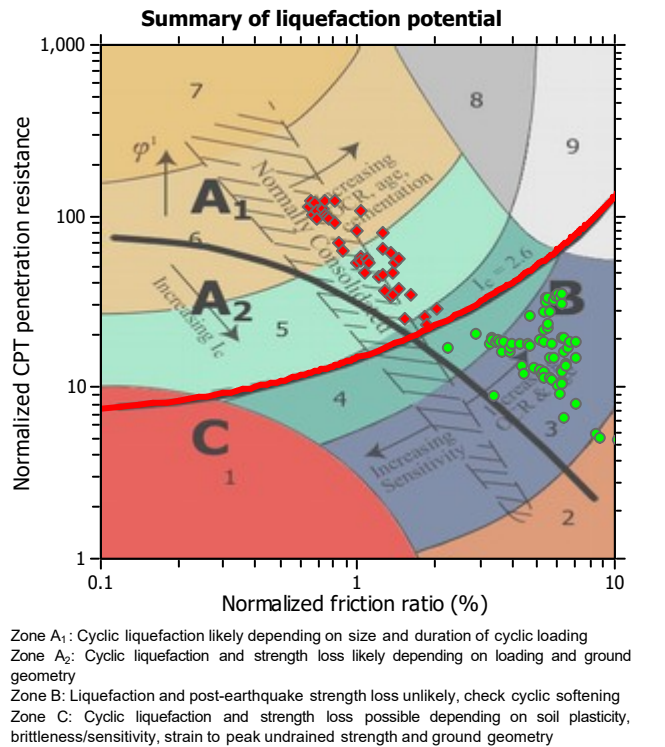 Summary of liquefaction potential
Normalized CPT penetration resistance
1,000
100
10
1
7
8
9
φ'
A1
Increasing
OCR, age,
cementation
Normally Consolidated
6
A2
Increasing Ic
5
Ic = 2.6
B
4
OCR & age
3
Increasing
Sensitivity
C
1
2
0.1
1
10
Normalized friction ratio (%)
Zone A1: Cyclic liquefaction likely depending on size and duration of cyclic loading
Zone A2: Cyclic liquefaction and strength loss likely depending on loading and ground
geometry
Zone B: Liquefaction and post-earthquake strength loss unlikely, check cyclic softening
Zone C: Cyclic liquefaction and strength loss possible depending on soil plasticity,
brittleness/sensitivity, strain to peak undrained strength and ground geometry